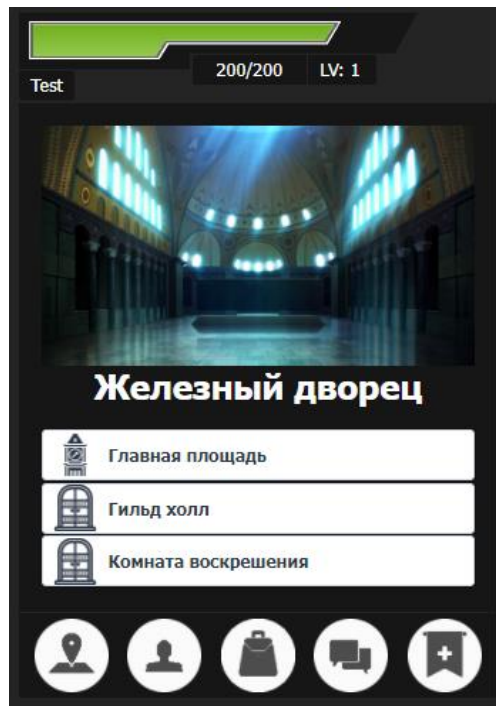 200/200 LV: 1
Test
Железный дворец
Главная площадь
Гильд холл
Комната воскрешения